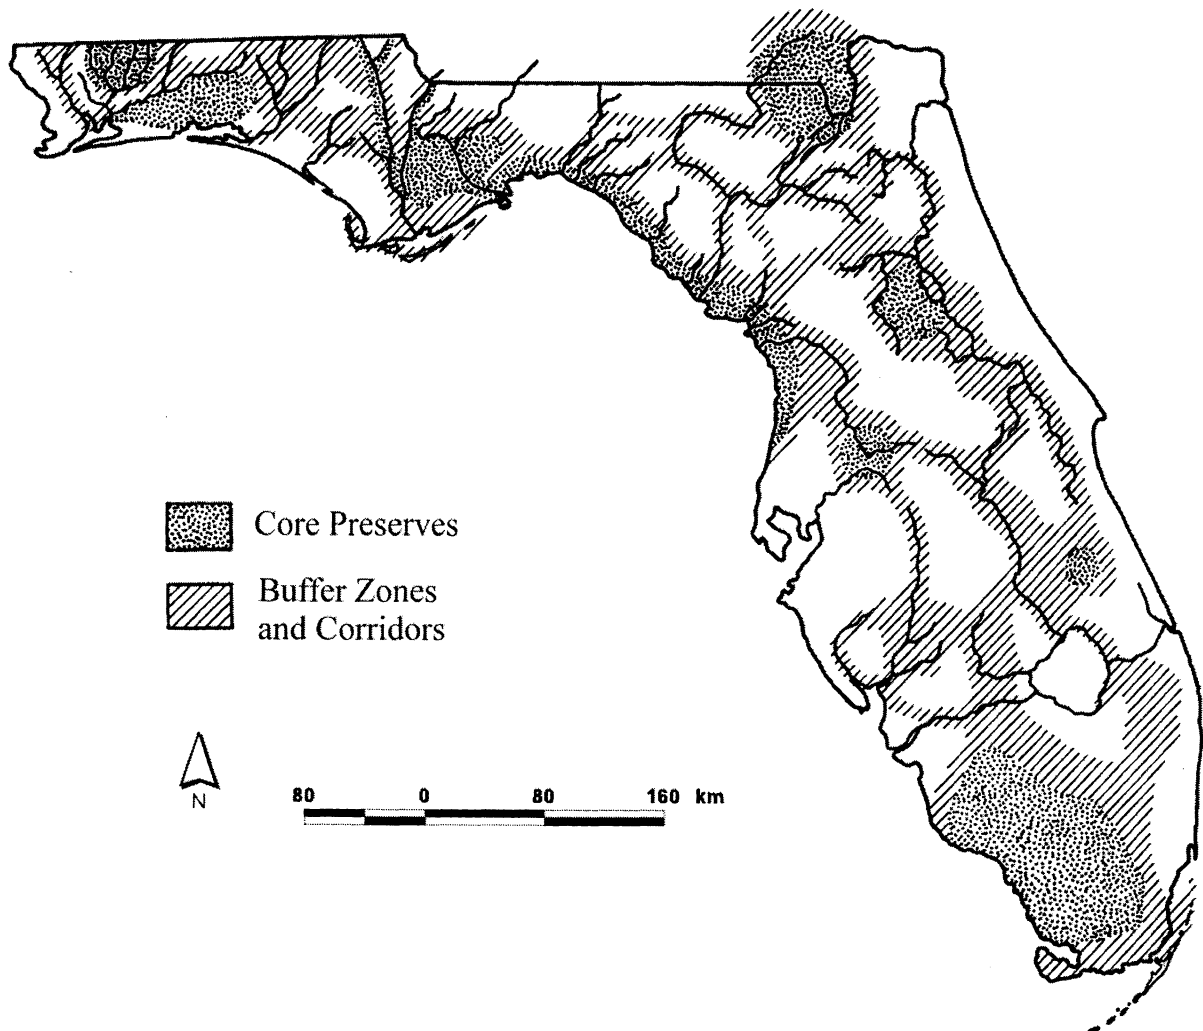 Core Preserves
Buffer Zones
and Corridors
N
80 0 80 160 km